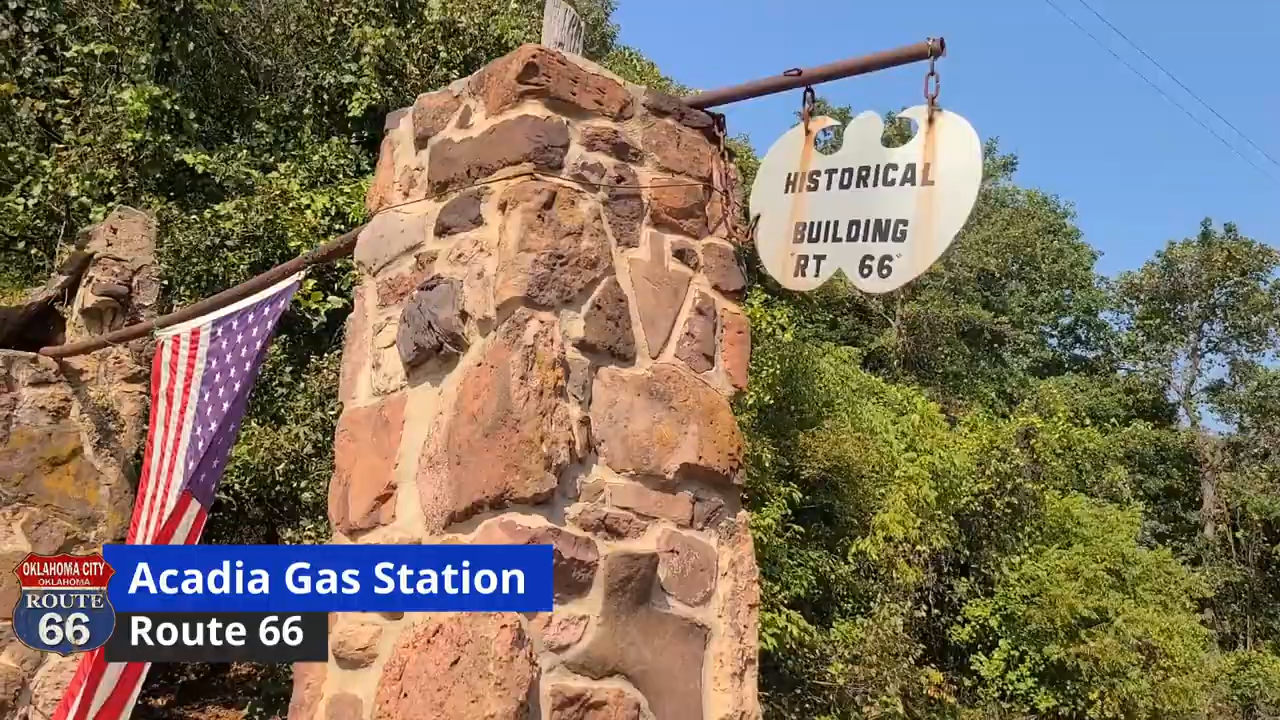 HISTORICAL
BUILDING
"RT 66"
Acadia Gas Station
Route 66
OKLAHOMA CITY
OKLAHOMA
ROUTE
66